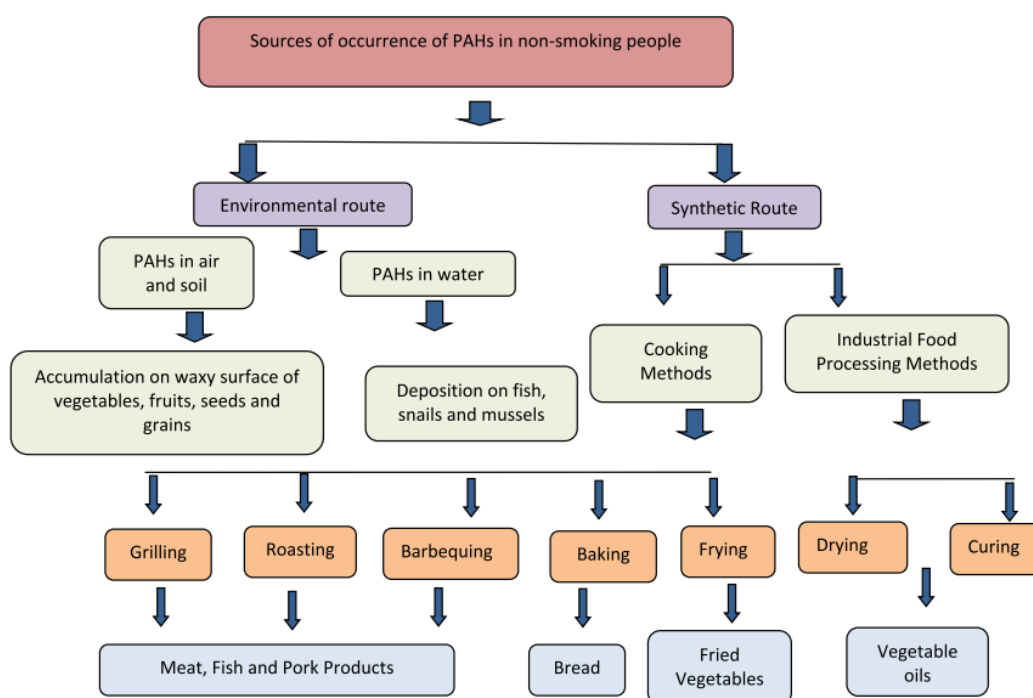 Sources of occurrence of PAHs in non-smoking people
Environmental route
Synthetic Route
PAHs in air
and soil
PAHs in water
Cooking
Methods
Industrial Food
Processing Methods
Accumulation on waxy surface of
vegetables, fruits, seeds and
grains
Deposition on fish,
snails and mussels
Grilling
Roasting
Barbequing
Baking
Frying
Drying
Curing
Meat, Fish and Pork Products
Bread
Fried
Vegetables
Vegetable
oils